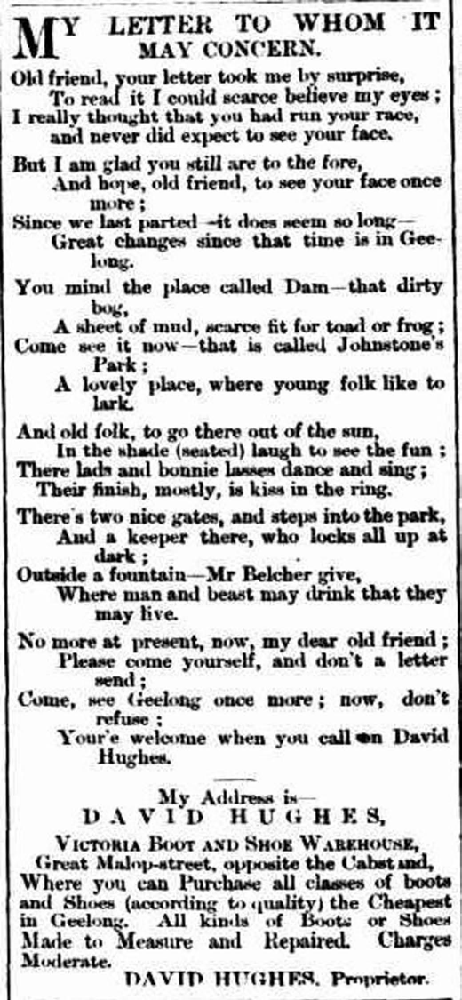 MY LETTER TO WHOM IT
MAY CONCERN.
Old friend, your letter took me by surprise,
To read it I could scarce believe my eyes;
I really thought that you had run your race,
and never did expect to see your face.
But I am glad you still are to the fore,
And hope, old friend, to see your face once
more;
Since we last parted—it does seem so long—
Great changes since that time is in Gee-
long.
You mind the place called Dam—that dirty
bog,
A sheet of mud, scarce fit for toad or frog;
Come see it now—that is called Johnstone's
Park;
A lovely place, where young folk like to
lark.
And old folk, to go there out of the sun,
In the shade (seated) laugh to see the fun;
There lads and bonnie lasses dance and sing;
Their finish, mostly, is kiss in the ring.
There's two nice gates, and steps into the park,
And a keeper there, who locks all up at
dark;
Outside a fountain—Mr Belcher give,
Where man and beast may drink that they
may live.
No more at present, now, my dear old friend;
Please come yourself, and don't a letter
send;
Come, see Geelong once more; now, don't
refuse;
Your'e welcome when you call on David
Hughes.
My Address is—
DAVID HUGHES,
VICTORIA BOOT AND SHOE WAREHOUSE,
Great Malop-street, opposite the Cabstand,
Where you can Purchase all classes of boots
and Shoes (according to quality) the Cheapest
in Geelong. All kinds of Boots or Shoes
Made to Measure and Repaired. Charges
Moderate.
DAVID HUGHES, Proprietor.